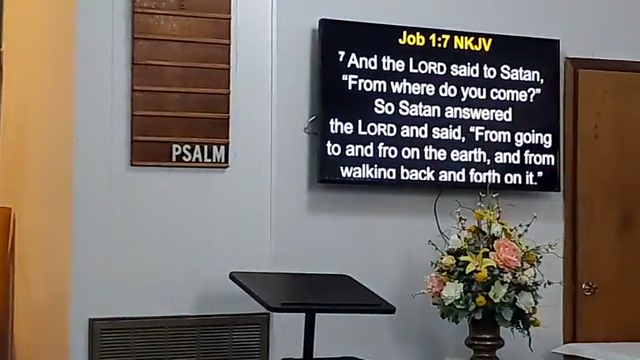 Job 1:7 NKJV
7 And the LORD said to Satan,
"From where do you come?"
So Satan answered
the LORD and said, "From going
to and fro on the earth, and from
walking back and forth on it."
PSALM